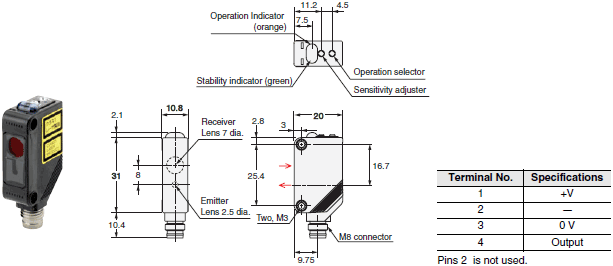 11.2
4.5
7.5
Operation Indicator
(orange)
Stability indicator (green)
Operation selector
Sensitivity adjuster
2.1
10.8
Receiver
Lens 7 dia.
31
8
Emitter
Lens 2.5 dia.
10.4
2.8
20
3
25.4
16.7
Two, M3
M8 connector
9.75
Terminal No. Specifications
1 +V
2 —
3 0 V
4 Output
Pins 2 is not used.